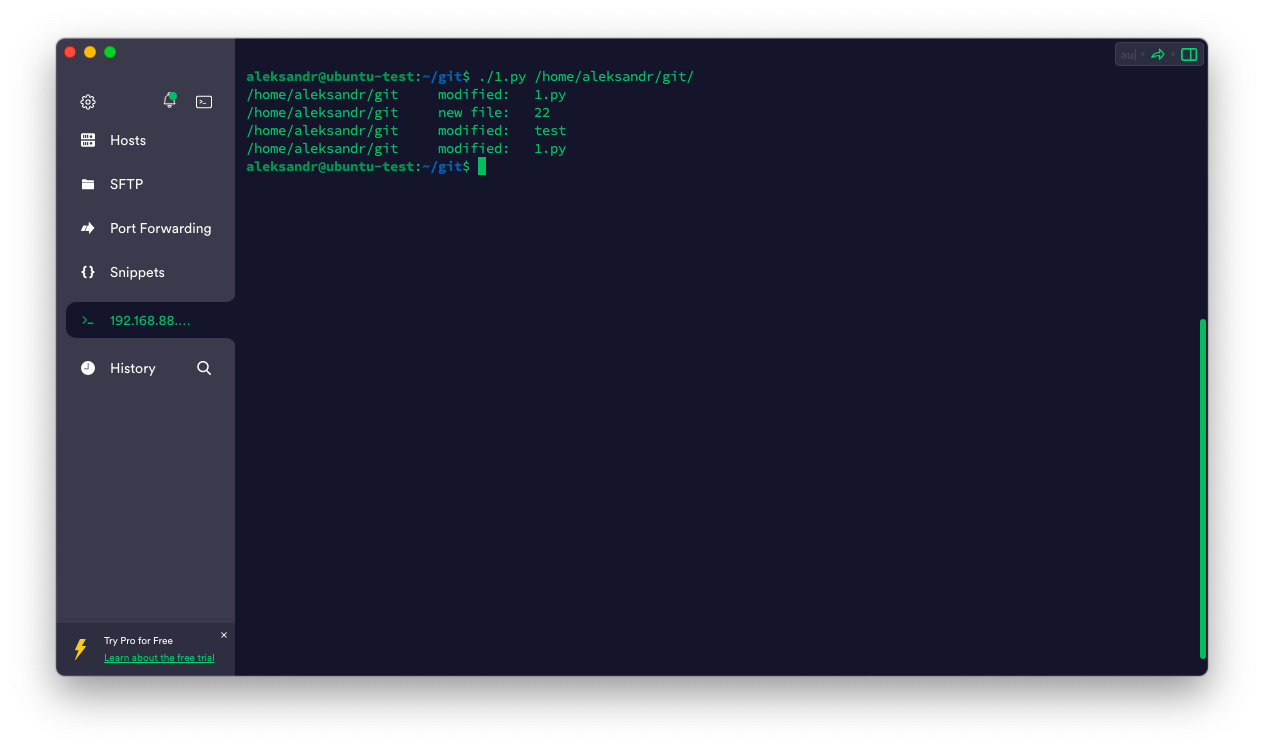 aleksandr@ubuntu-test:~/git$ ./1.py /home/aleksandr/git/
/home/aleksandr/git     modified:   1.py
/home/aleksandr/git     new file:   22
/home/aleksandr/git     modified:   test
/home/aleksandr/git     modified:   1.py
aleksandr@ubuntu-test:~/git$
Hosts
SFTP
Port Forwarding
{} Snippets
>_ 192.168.88....
History
Try Pro for Free
Learn about the free trial